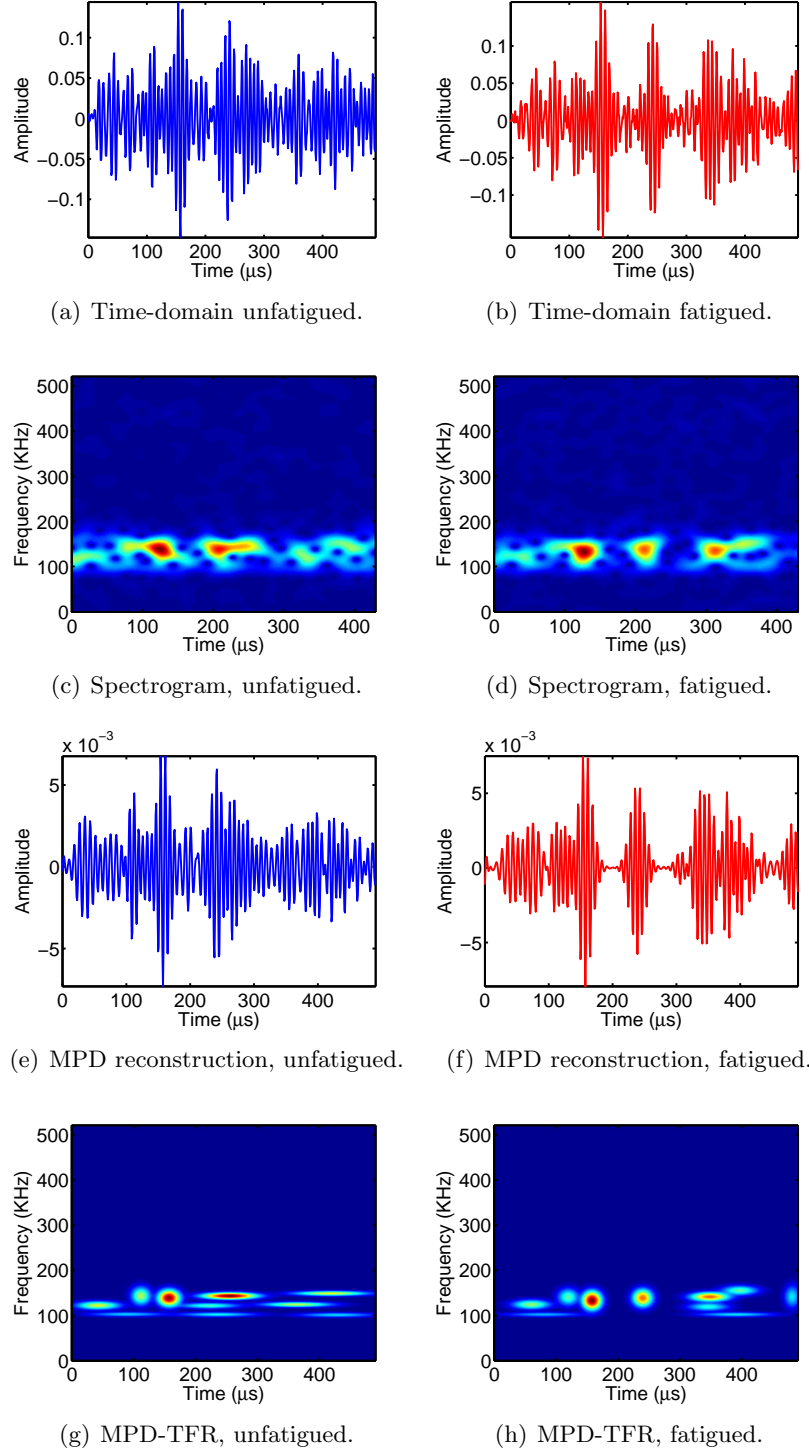 0.1
0.05
0
−0.05
−0.1
Amplitude
0 100 200 300 400
Time (μs)
(a) Time-domain unfatigued.
0.1
0.05
0
−0.05
−0.1
Amplitude
0 100 200 300 400
Time (μs)
(b) Time-domain fatigued.
500
400
300
200
100
0
Frequency (KHz)
0 100 200 300 400
Time (μs)
(c) Spectrogram, unfatigued.
500
400
300
200
100
0
Frequency (KHz)
0 100 200 300 400
Time (μs)
(d) Spectrogram, fatigued.
x 10⁻³
5
0
−5
Amplitude
0 100 200 300 400
Time (μs)
(e) MPD reconstruction, unfatigued.
x 10⁻³
5
0
−5
Amplitude
0 100 200 300 400
Time (μs)
(f) MPD reconstruction, fatigued.
500
400
300
200
100
0
Frequency (KHz)
0 100 200 300 400
Time (μs)
(g) MPD-TFR, unfatigued.
500
400
300
200
100
0
Frequency (KHz)
0 100 200 300 400
Time (μs)
(h) MPD-TFR, fatigued.